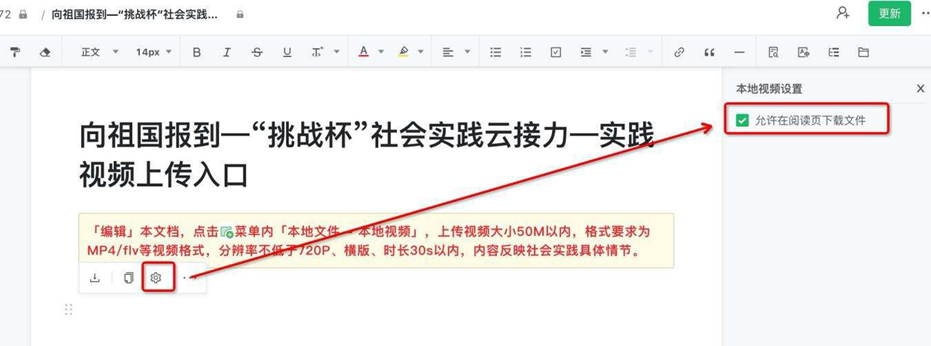 72 / 向祖国报到—“挑战杯”社会实践... 更新
正文 14px B I S U T A
本地视频设置 X
允许在阅读页下载文件
向祖国报到—“挑战杯”社会实践云接力—实践
视频上传入口
「编辑」本文档，点击菜单内「本地文件 - 本地视频」，上传视频大小50M以内，格式要求为
MP4/flv等视频格式，分辨率不低于720P、横版、时长30s以内，内容反映社会实践具体情节。